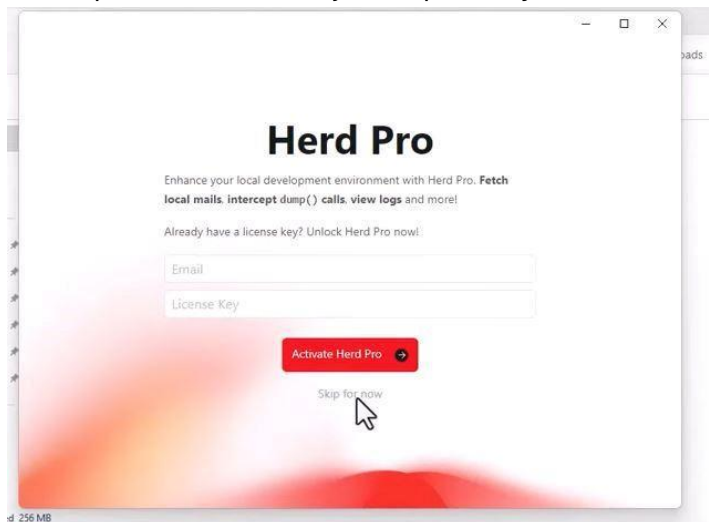 oads
Herd Pro
Enhance your local development environment with Herd Pro. Fetch
local mails, intercept dump() calls, view logs and more!
Already have a license key? Unlock Herd Pro now!
Email
License Key
Activate Herd Pro
Skip for now
256 MB